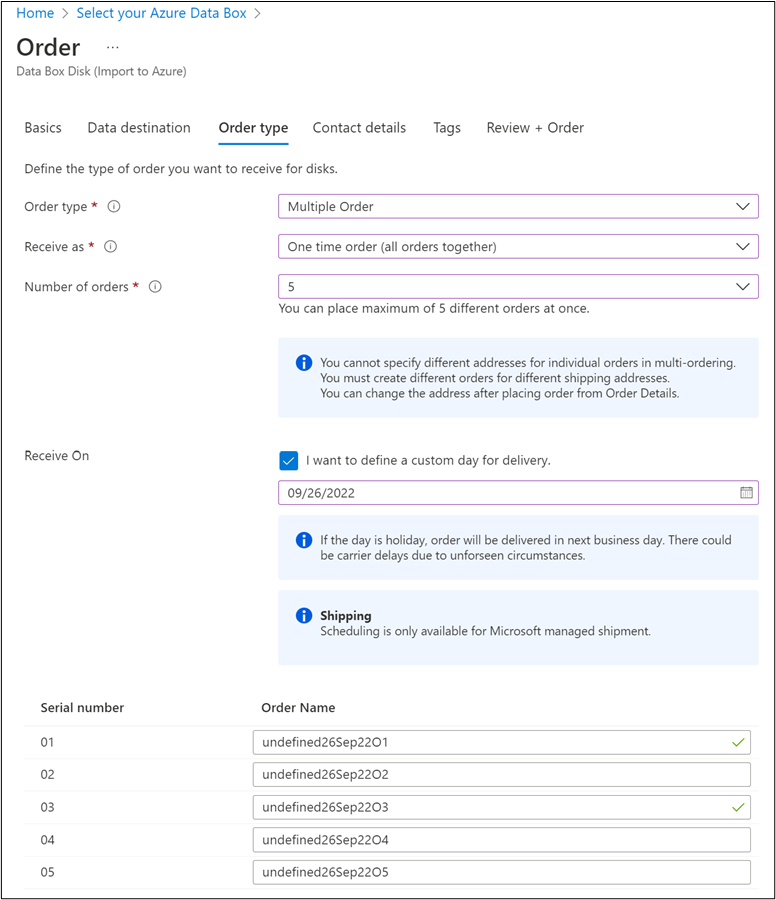 Home > Select your Azure Data Box >
Order ...
Data Box Disk (Import to Azure)
Basics Data destination Order type Contact details Tags Review + Order
Define the type of order you want to receive for disks.
Order type * Multiple Order
Receive as * One time order (all orders together)
Number of orders * 5
You can place maximum of 5 different orders at once.
You cannot specify different addresses for individual orders in multi-ordering.
You must create different orders for different shipping addresses.
You can change the address after placing order from Order Details.
Receive On I want to define a custom day for delivery.
09/26/2022
If the day is holiday, order will be delivered in next business day. There could
be carrier delays due to unforseen circumstances.
Shipping
Scheduling is only available for Microsoft managed shipment.
Serial number Order Name
01 undefined26Sep22O1
02 undefined26Sep22O2
03 undefined26Sep22O3
04 undefined26Sep22O4
05 undefined26Sep22O5